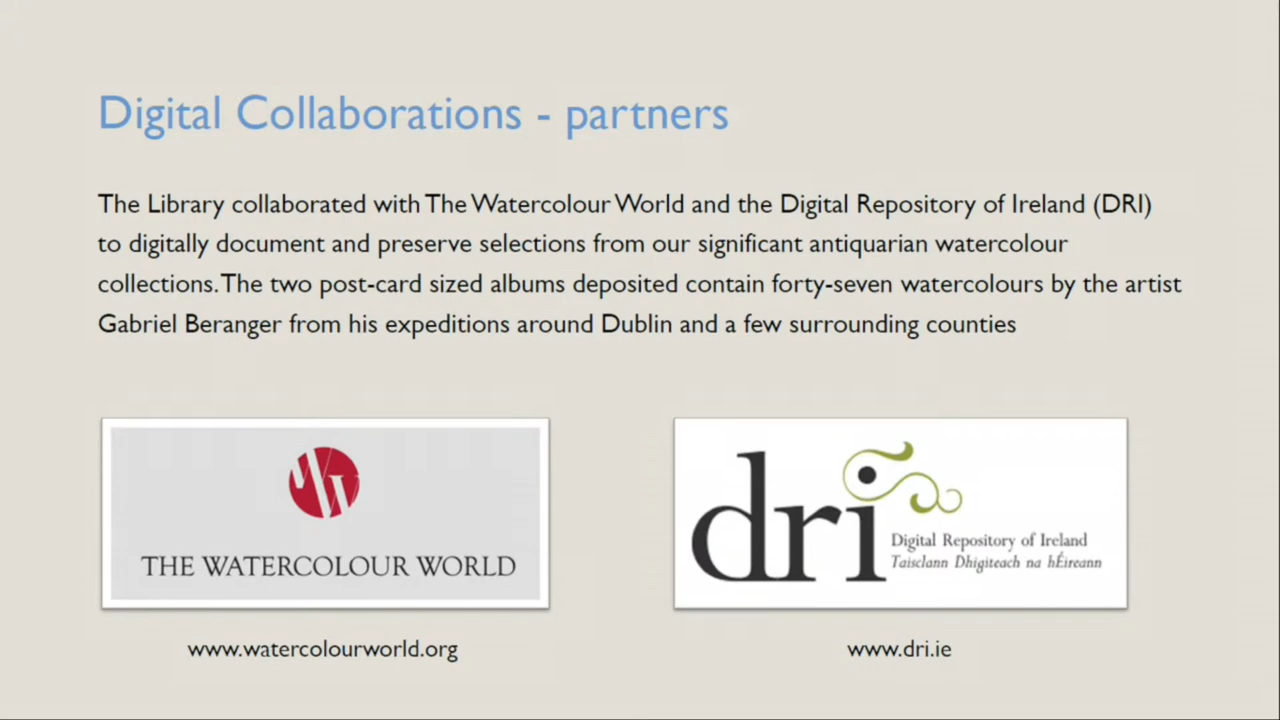 Digital Collaborations - partners
The Library collaborated with The Watercolour World and the Digital Repository of Ireland (DRI)
to digitally document and preserve selections from our significant antiquarian watercolour
collections. The two post-card sized albums deposited contain forty-seven watercolours by the artist
Gabriel Beranger from his expeditions around Dublin and a few surrounding counties
W W
THE WATERCOLOUR WORLD
dri
Digital Repository of Ireland
Taisclann Dhigiteach na hÉireann
www.watercolourworld.org
www.dri.ie